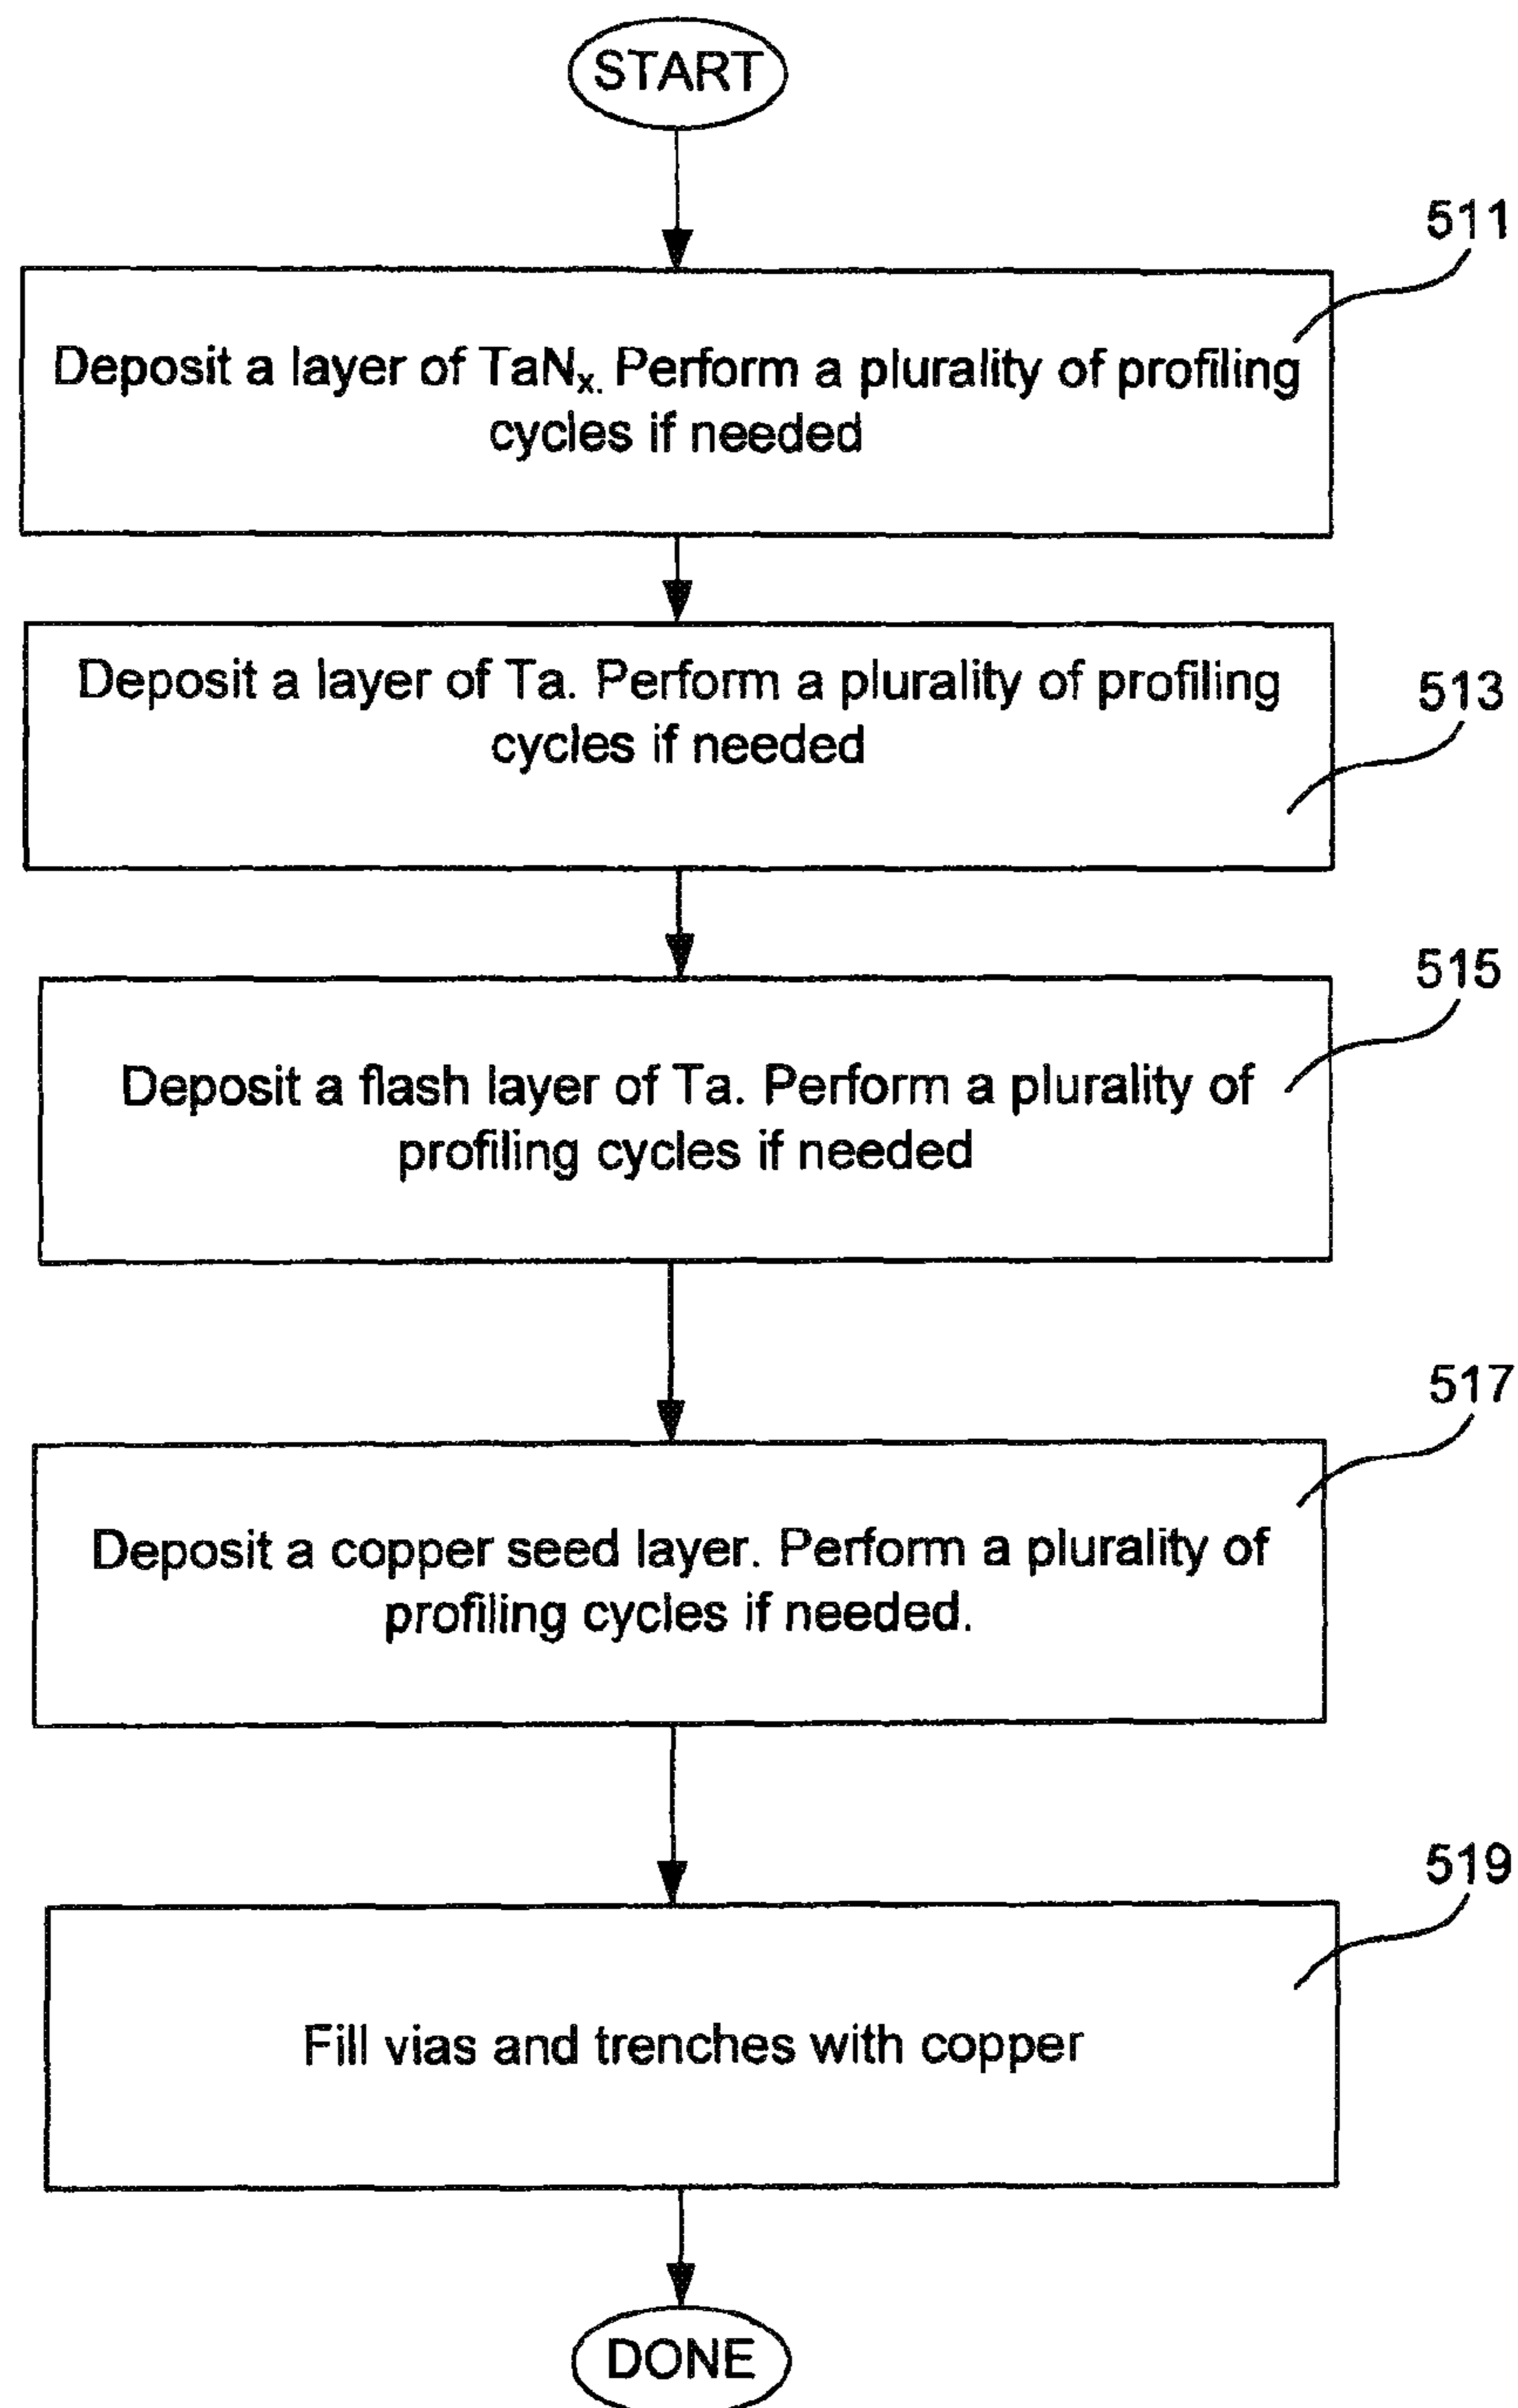 START
511
Deposit a layer of TaNₓ. Perform a plurality of profiling
cycles if needed
Deposit a layer of Ta. Perform a plurality of profiling
513
cycles if needed
515
Deposit a flash layer of Ta. Perform a plurality of
profiling cycles if needed
517
Deposit a copper seed layer. Perform a plurality of
profiling cycles if needed.
519
Fill vias and trenches with copper
DONE